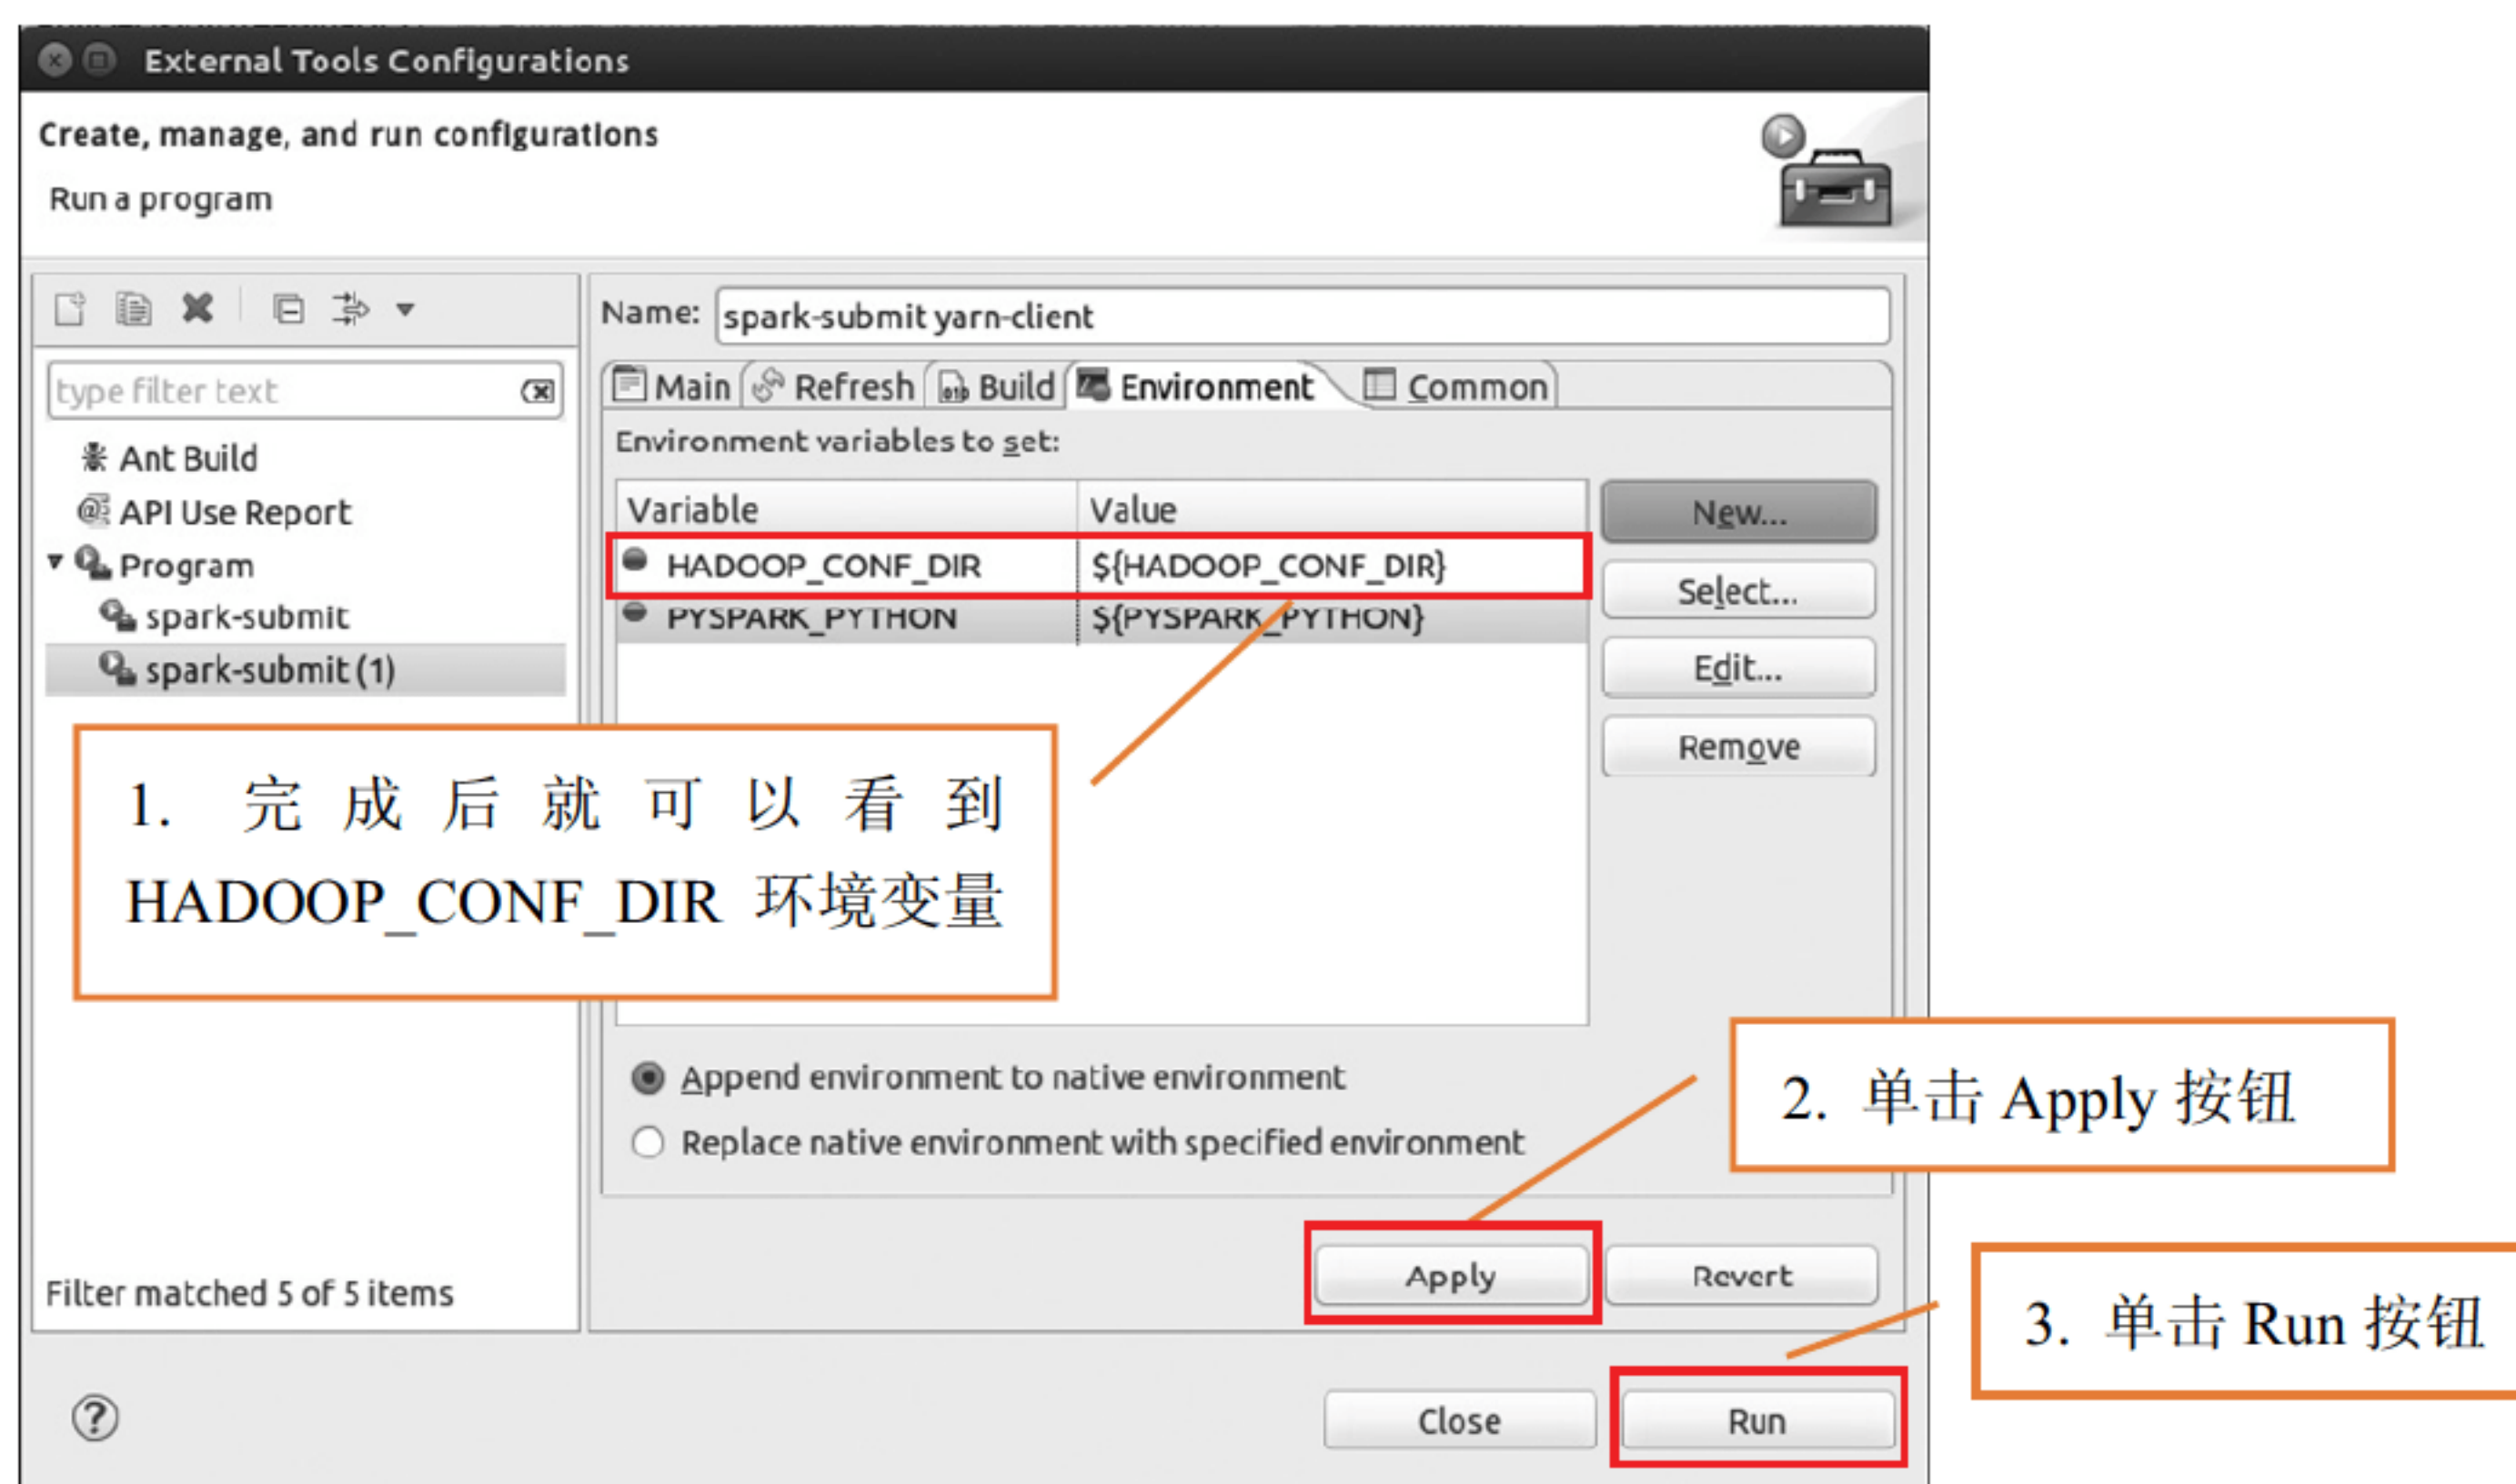 External Tools Configurations
Create, manage, and run configurations
Run a program
Name: spark-submit yarn-client
type filter text
Main Refresh Build Environment Common
Environment variables to set:
Ant Build
API Use Report
Program
spark-submit
spark-submit (1)
Variable Value
HADOOP_CONF_DIR ${HADOOP_CONF_DIR}
PYSPARK_PYTHON ${PYSPARK_PYTHON}
New...
Select...
Edit...
Remove
1. 完成后就可以看到
HADOOP_CONF_DIR 环境变量
Append environment to native environment
Replace native environment with specified environment
2. 单击 Apply 按钮
Apply Revert
Filter matched 5 of 5 items
3. 单击 Run 按钮
Close Run